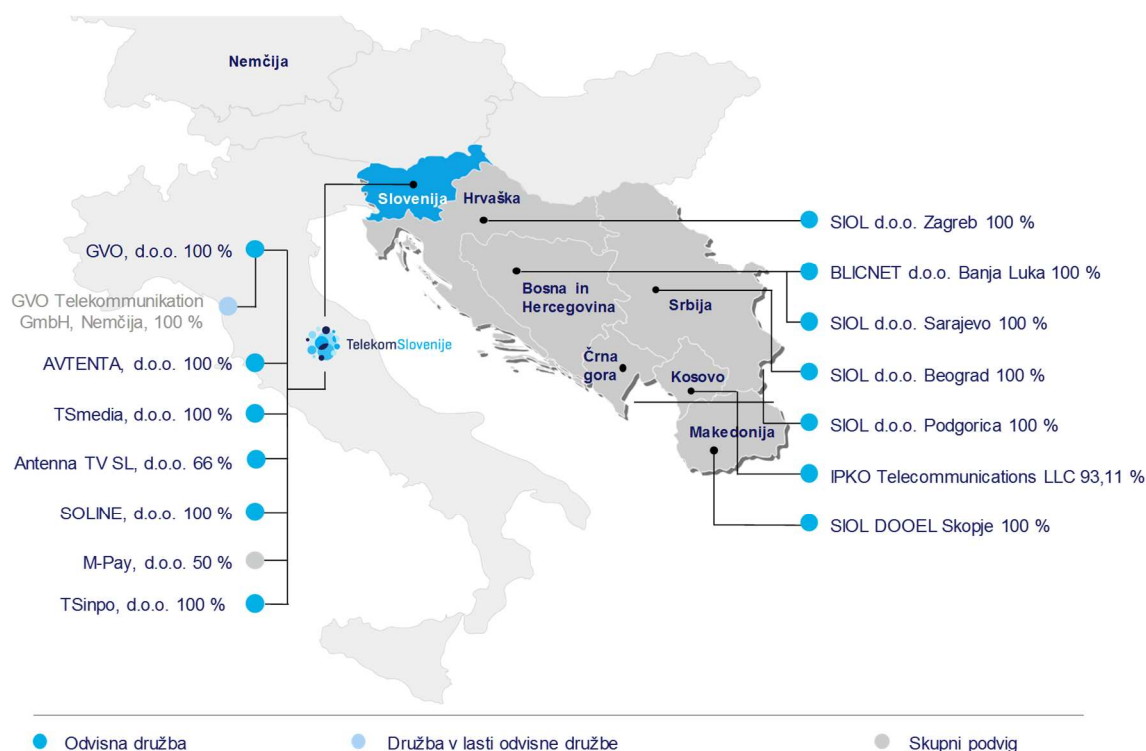 Nemčija
Slovenija
Hrvaška
Bosna in
Hercegovina
Srbija
Črna
gora
Kosovo
Makedonija
GVO, d.o.o. 100 %
GVO Telekommunikation
GmbH, Nemčija, 100 %
AVTENTA, d.o.o. 100 %
TSmedia, d.o.o. 100 %
Antenna TV SL, d.o.o. 66 %
SOLINE, d.o.o. 100 %
M-Pay, d.o.o. 50 %
TSinpo, d.o.o. 100 %
TelekomSlovenije
SIOL d.o.o. Zagreb 100 %
BLICNET d.o.o. Banja Luka 100 %
SIOL d.o.o. Sarajevo 100 %
SIOL d.o.o. Beograd 100 %
SIOL d.o.o. Podgorica 100 %
IPKO Telecommunications LLC 93,11 %
SIOL DOOEL Skopje 100 %
Odvisna družba
Družba v lasti odvisne družbe
Skupni podvig